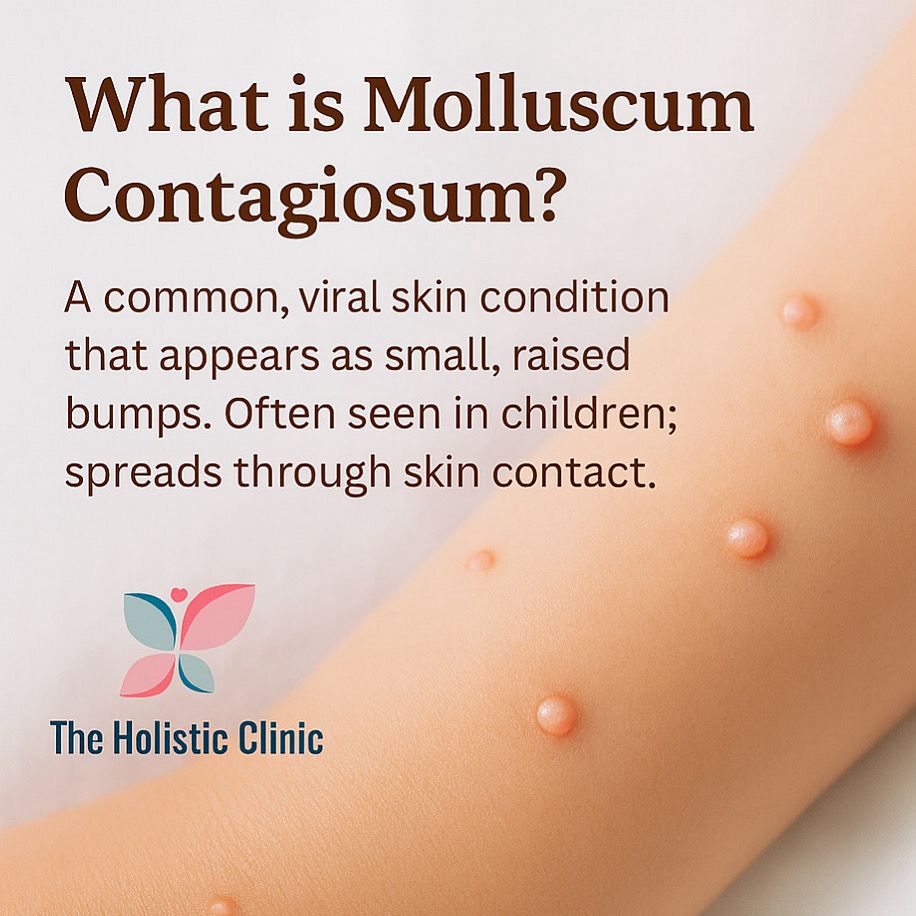 What is Molluscum
Contagiosum?
A common, viral skin condition
that appears as small, raised
bumps. Often seen in children;
spreads through skin contact.
The Holistic Clinic